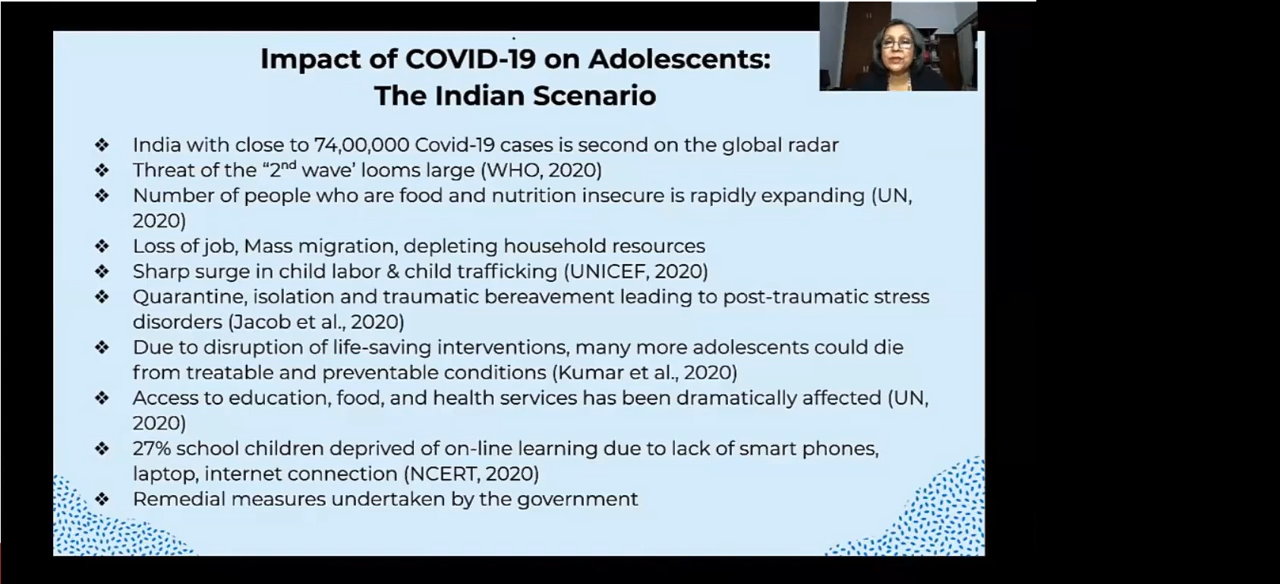 Impact of COVID-19 on Adolescents:
The Indian Scenario
❖ India with close to 74,00,000 Covid-19 cases is second on the global radar
❖ Threat of the “2nd wave’ looms large (WHO, 2020)
❖ Number of people who are food and nutrition insecure is rapidly expanding (UN,
2020)
❖ Loss of job, Mass migration, depleting household resources
❖ Sharp surge in child labor & child trafficking (UNICEF, 2020)
❖ Quarantine, isolation and traumatic bereavement leading to post-traumatic stress
disorders (Jacob et al., 2020)
❖ Due to disruption of life-saving interventions, many more adolescents could die
from treatable and preventable conditions (Kumar et al., 2020)
❖ Access to education, food, and health services has been dramatically affected (UN,
2020)
❖ 27% school children deprived of on-line learning due to lack of smart phones,
laptop, internet connection (NCERT, 2020)
❖ Remedial measures undertaken by the government